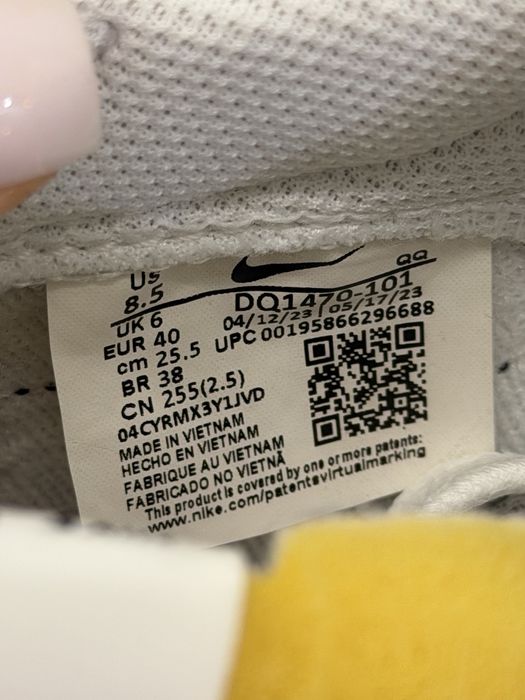 US
8.5
UK 6
EUR 40
cm 25.5
BR 38
CN 255(2.5)
04CYRMX3Y1JVD
MADE IN VIETNAM
HECHO EN VIETNAM
FABRIQUE AU VIETNAM
FABRICADO NO VIETNÃ
This product is covered by one or more patents:
www.nike.com/patentsvirtualmarking
QQ
DQ1470-101
04/12/23 05/17/23
UPC 00195866296688